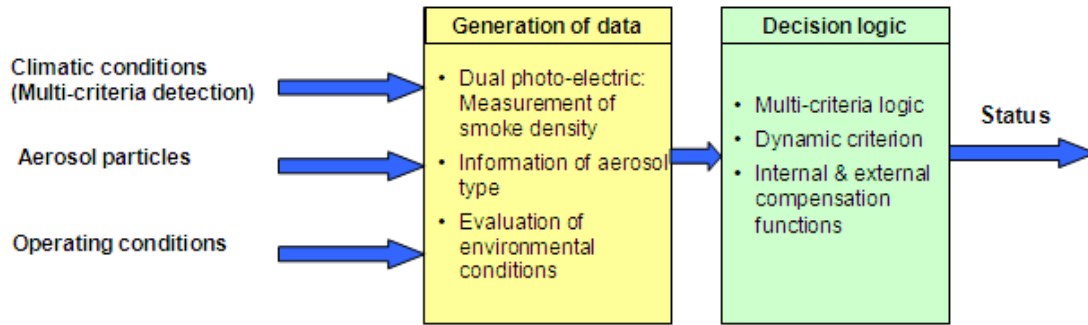 Climatic conditions
(Multi-criteria detection)
Aerosol particles
Operating conditions
Generation of data
• Dual photo-electric:
Measurement of
smoke density
• Information of aerosol
type
• Evaluation of
environmental
conditions
Decision logic
• Multi-criteria logic
• Dynamic criterion
• Internal & external
compensation
functions
Status